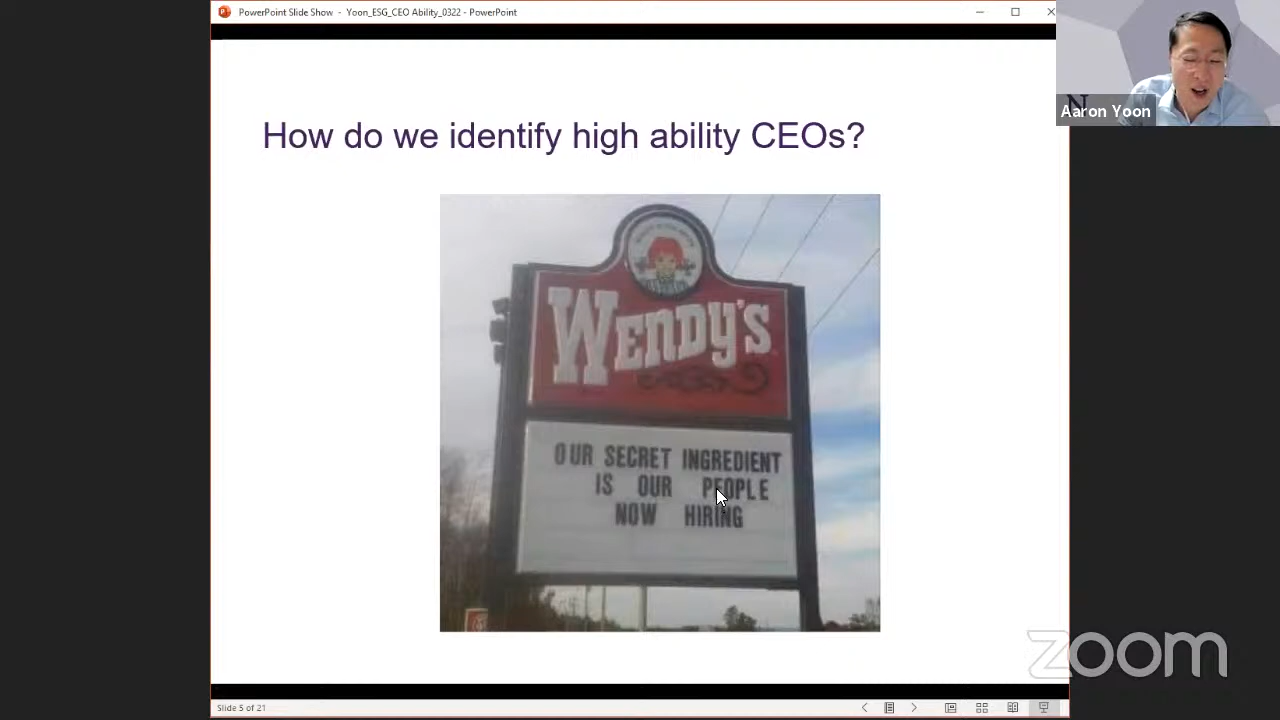 PowerPoint Slide Show - Yoon_ESG_CEO Ability_0322 - PowerPoint
N
Aaron Yoon
How do we identify high ability CEOs?
WENDY'S
OUR SECRET INGREDIENT
IS OUR PEOPLE
NOW HIRING
zoom
Slide 5 of 21